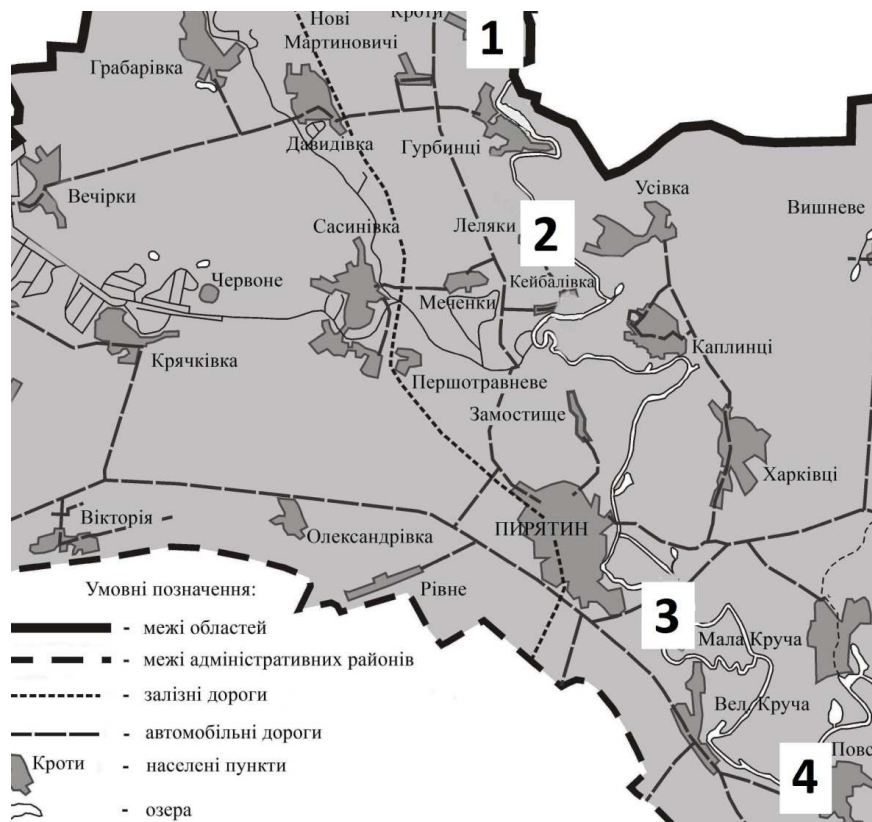 Нові
Мартиновичі
Кроти
1
Грабарівка
Давидівка
Гурбинці
Вечірки
Усівка
Вишневе
Леляки
2
Сасинівка
Кейбалівка
Червоне
Меченки
Каплинці
Крячківка
Першотравневе
Замостище
Харківці
Вікторія
Олександрівка
ПИРЯТИН
Рівне
3
Мала Круча
Вел. Круча
4
Повс
Умовні позначення:
- межі областей
- межі адміністративних районів
- залізні дороги
- автомобільні дороги
Кроти - населені пункти
- озера